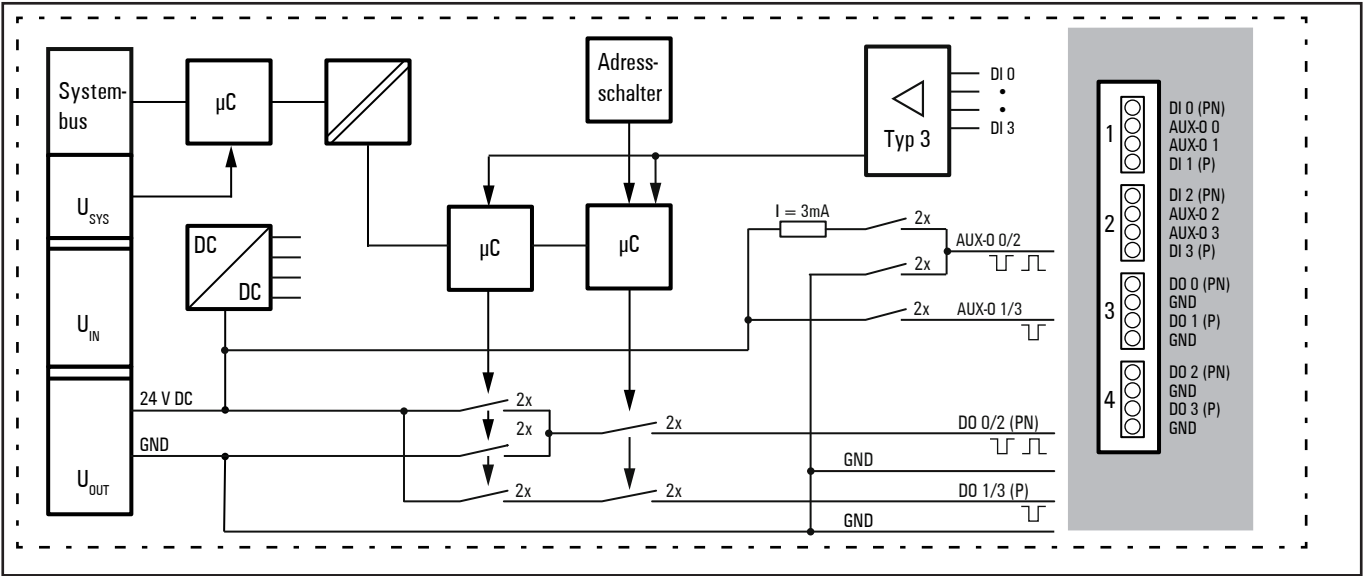 System-
bus
µC
Adress-
schalter
Typ 3
DI 0
DI 3
U SYS
DC
DC
µC
µC
I = 3mA
2x
AUX-O 0/2
2x
2x
AUX-O 1/3
U IN
24 V DC
2x
2x
2x
DO 0/2 (PN)
GND
GND
U OUT
2x
2x
DO 1/3 (P)
GND
1
DI 0 (PN)
AUX-O 0
AUX-O 1
DI 1 (P)
2
DI 2 (PN)
AUX-O 2
AUX-O 3
DI 3 (P)
3
DO 0 (PN)
GND
DO 1 (P)
GND
4
DO 2 (PN)
GND
DO 3 (P)
GND